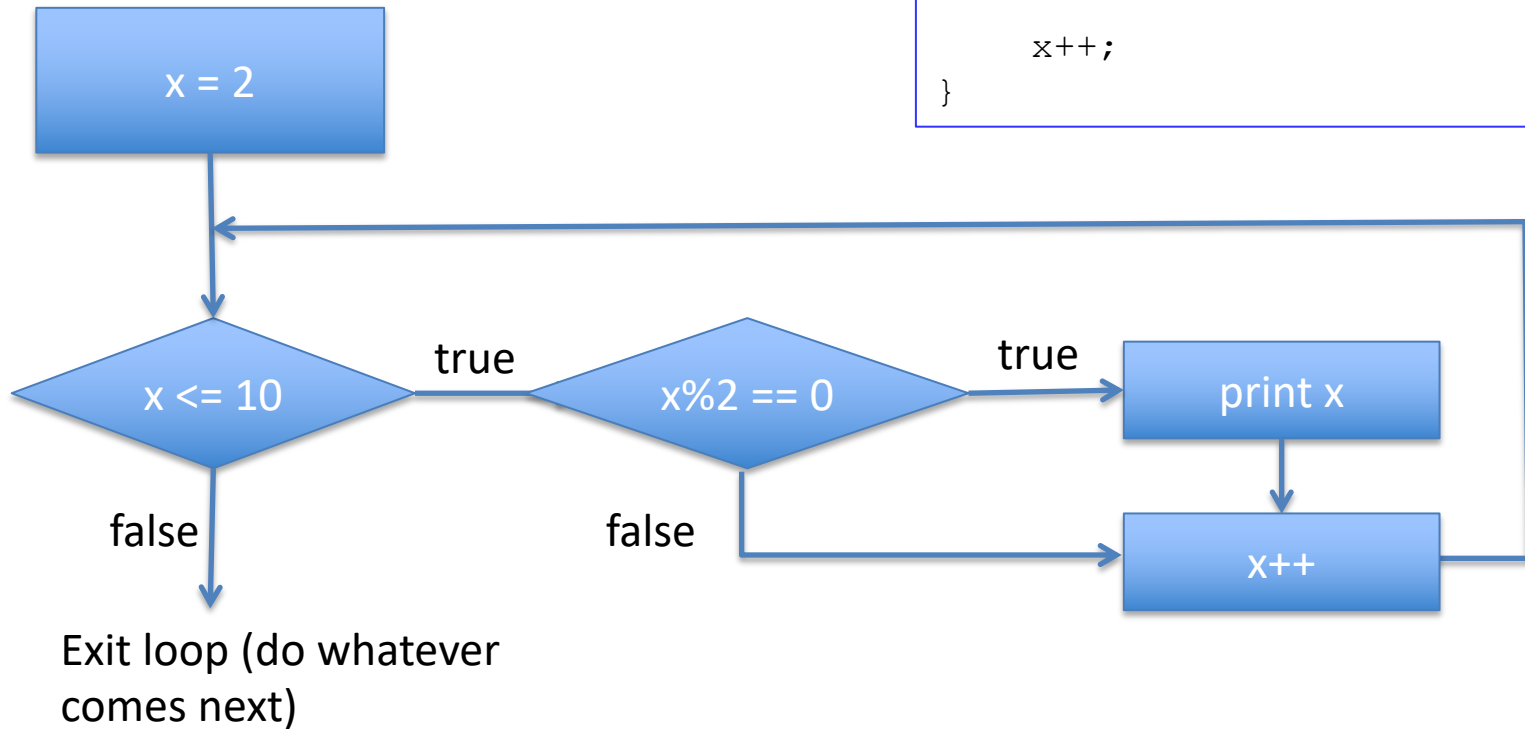 x++;
}
x = 2
x <= 10
true
x%2 == 0
true
print x
false
false
x++
Exit loop (do whatever
comes next)